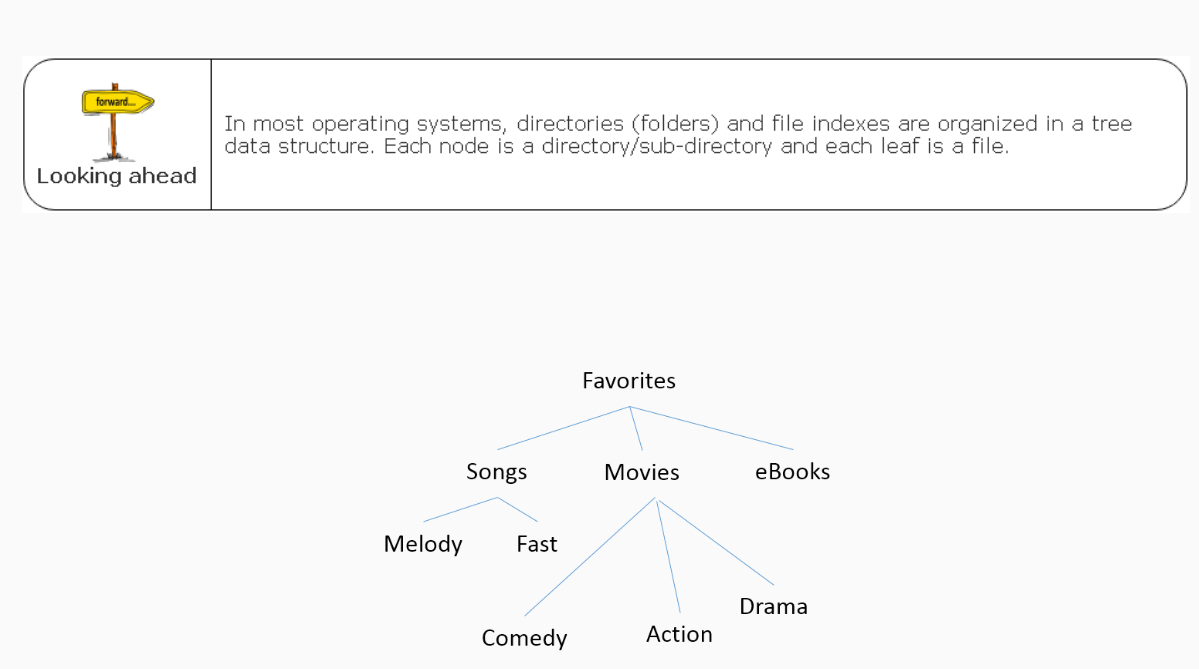 forward...
Looking ahead
In most operating systems, directories (folders) and file indexes are organized in a tree
data structure. Each node is a directory/sub-directory and each leaf is a file.
Favorites
Songs
Movies
eBooks
Melody
Fast
Comedy
Action
Drama